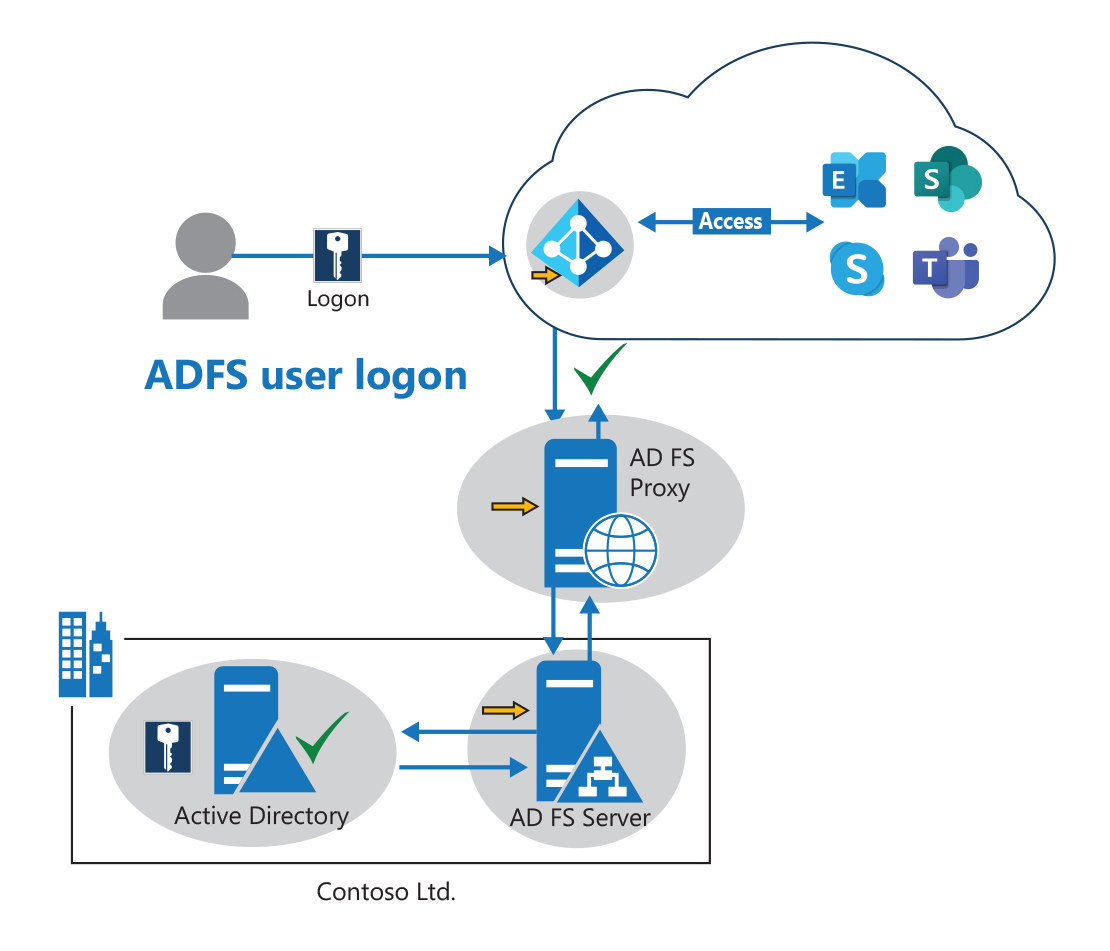 Access
E
S
S
T
Logon
ADFS user logon
AD FS
Proxy
Active Directory
AD FS Server
Contoso Ltd.